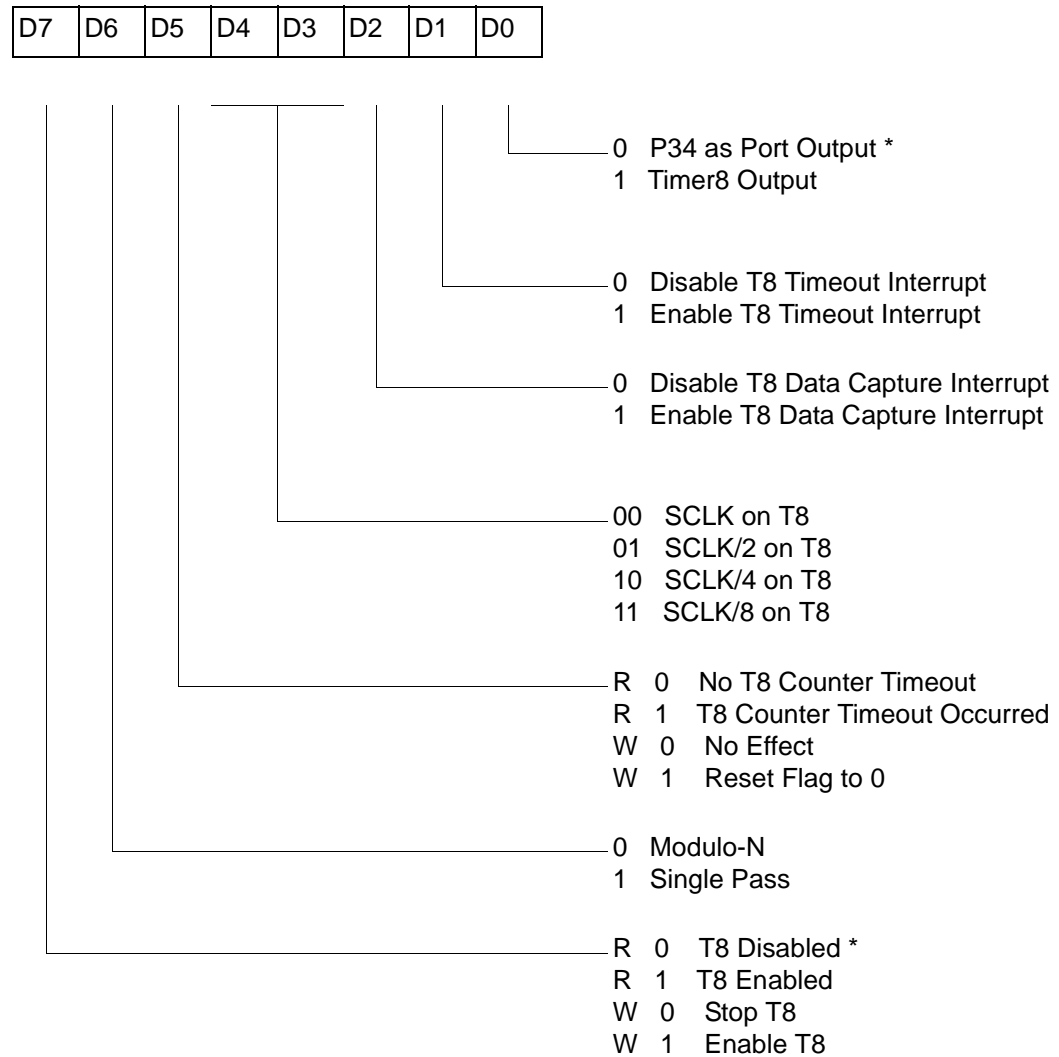 D7 D6 D5 D4 D3 D2 D1 D0
0 P34 as Port Output *
1 Timer8 Output
0 Disable T8 Timeout Interrupt
1 Enable T8 Timeout Interrupt
0 Disable T8 Data Capture Interrupt
1 Enable T8 Data Capture Interrupt
00 SCLK on T8
01 SCLK/2 on T8
10 SCLK/4 on T8
11 SCLK/8 on T8
R 0 No T8 Counter Timeout
R 1 T8 Counter Timeout Occurred
W 0 No Effect
W 1 Reset Flag to 0
0 Modulo-N
1 Single Pass
R 0 T8 Disabled *
R 1 T8 Enabled
W 0 Stop T8
W 1 Enable T8